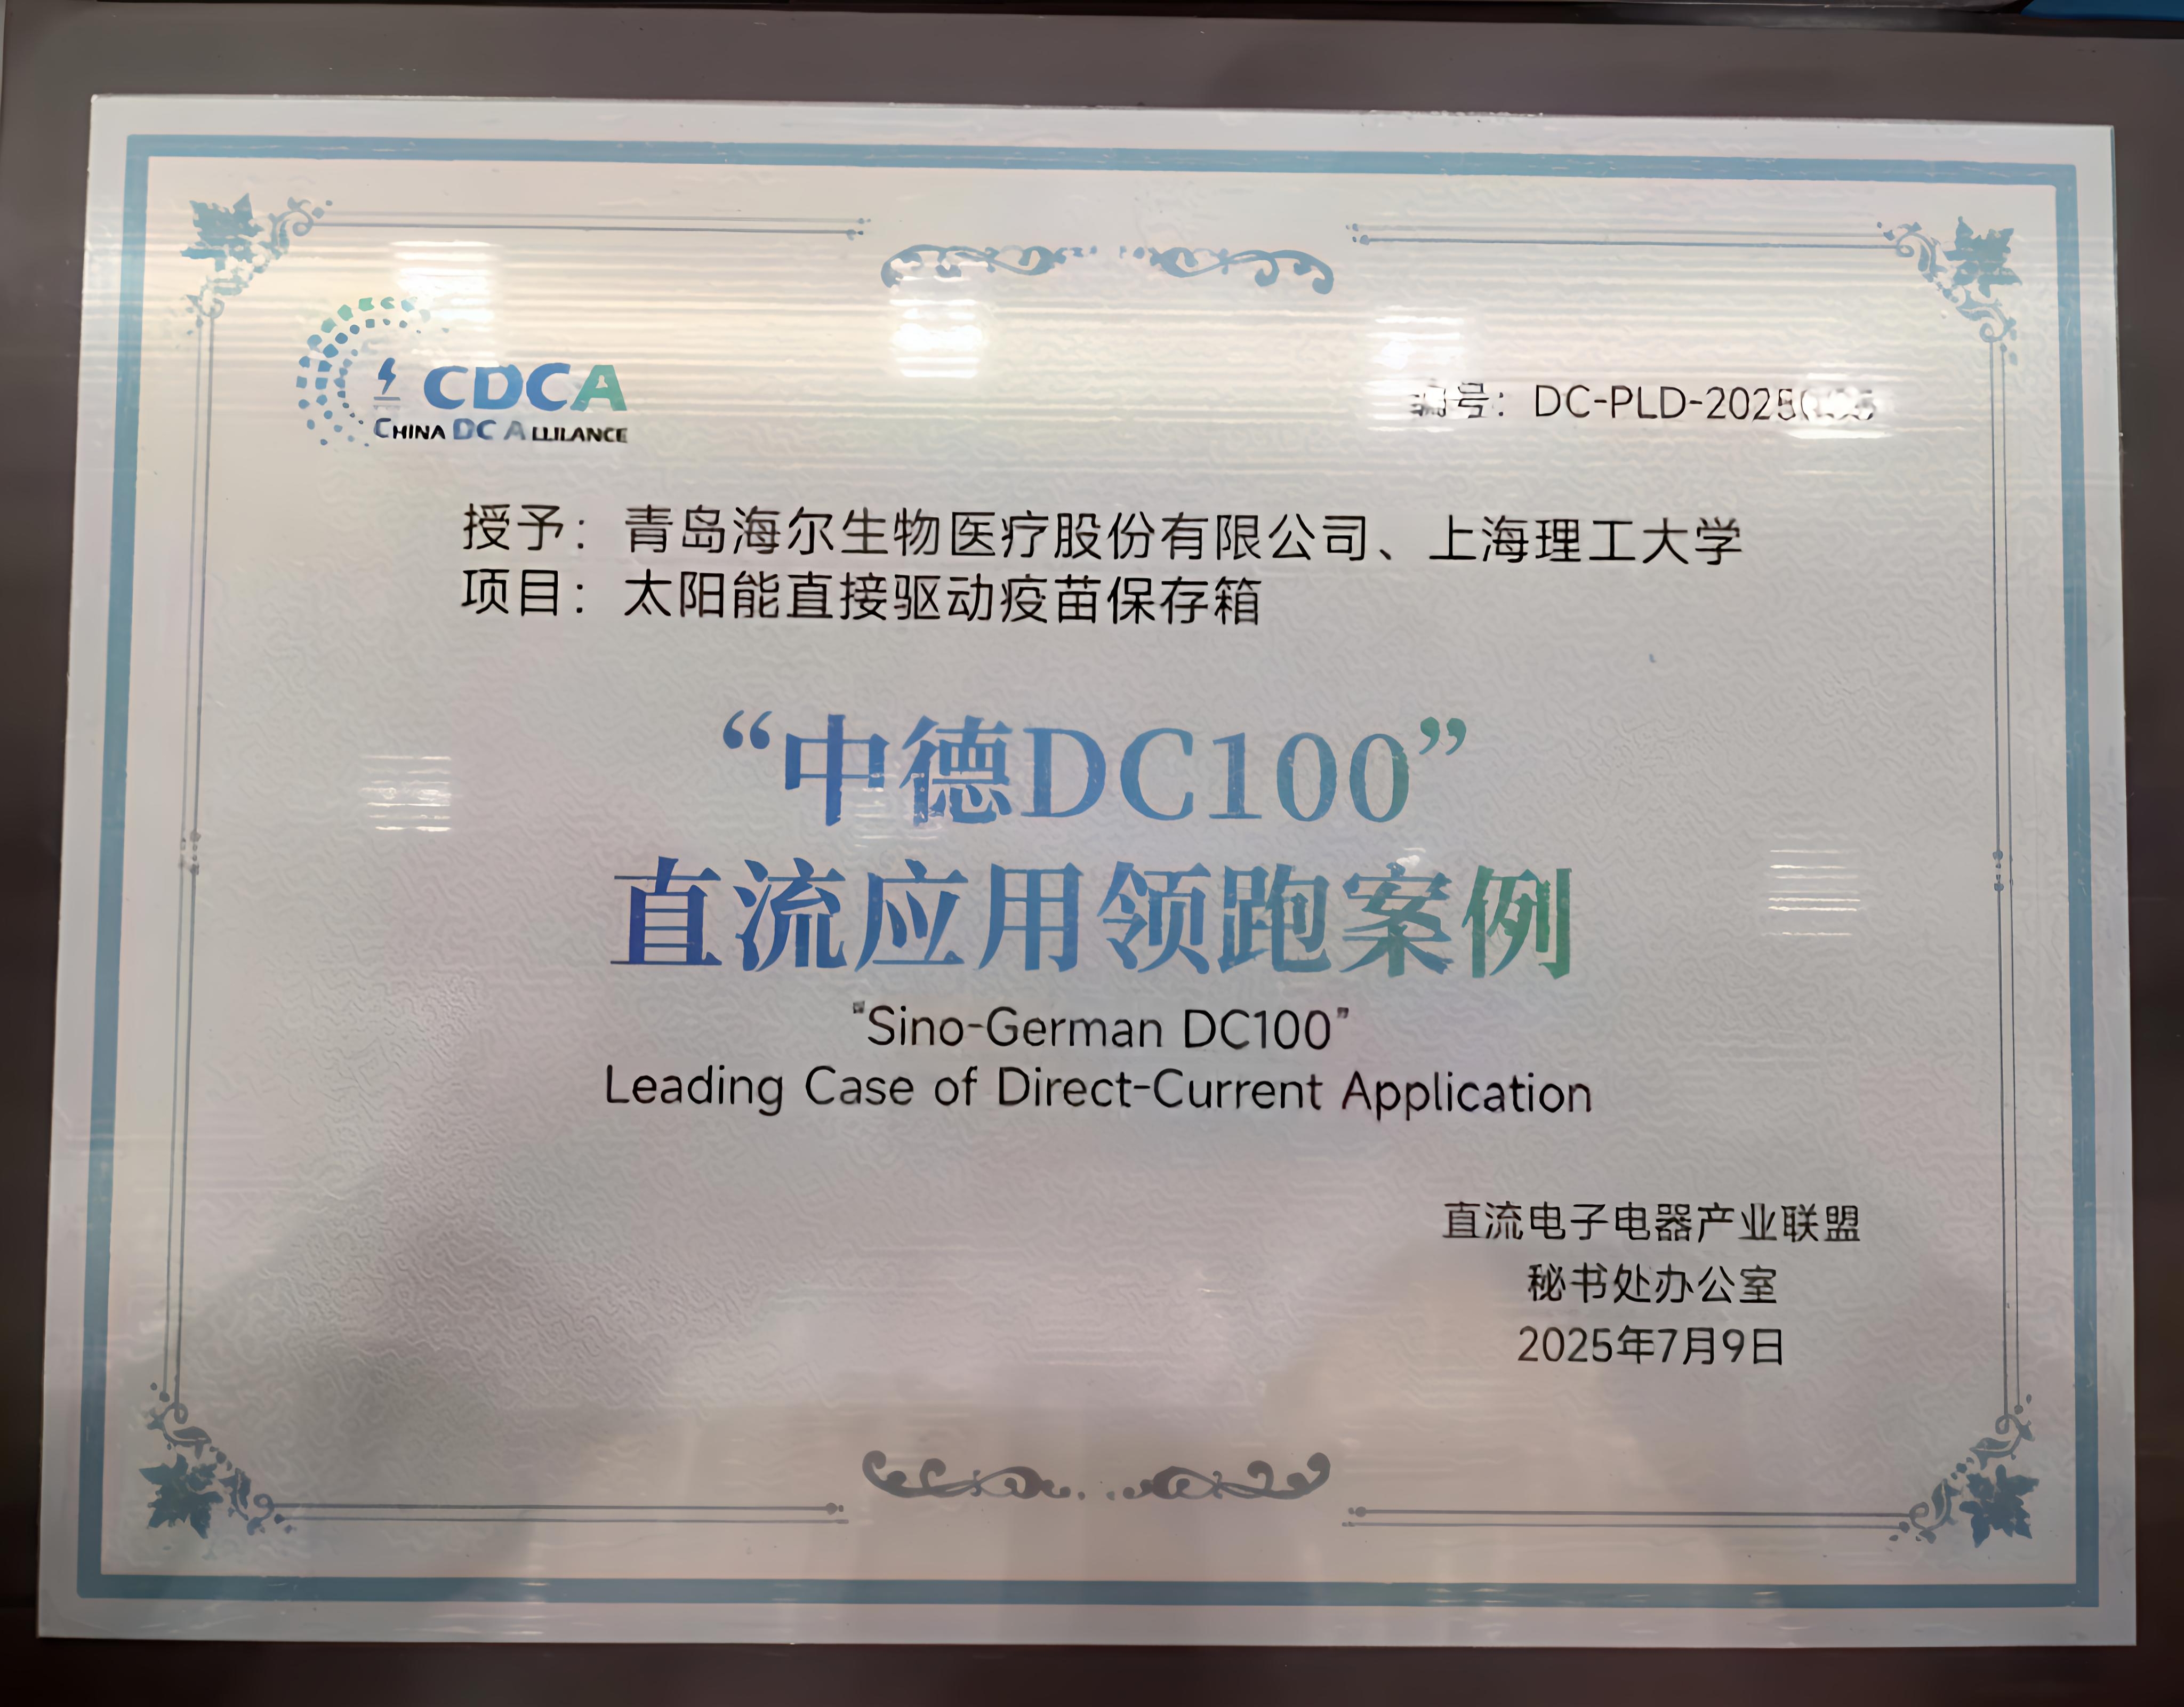 CDCA
CHINA DC ALLILANCE
编号：
授予：青岛海尔生物医疗股份有限公司、上海理工大学
项目：太阳能直接驱动疫苗保存箱
“中德DC100”
直流应用领跑案例
"Sino-German DC100"
Leading Case of Direct-Current Application
直流电子电器产业联盟
秘书处办公室
2025年7月9日